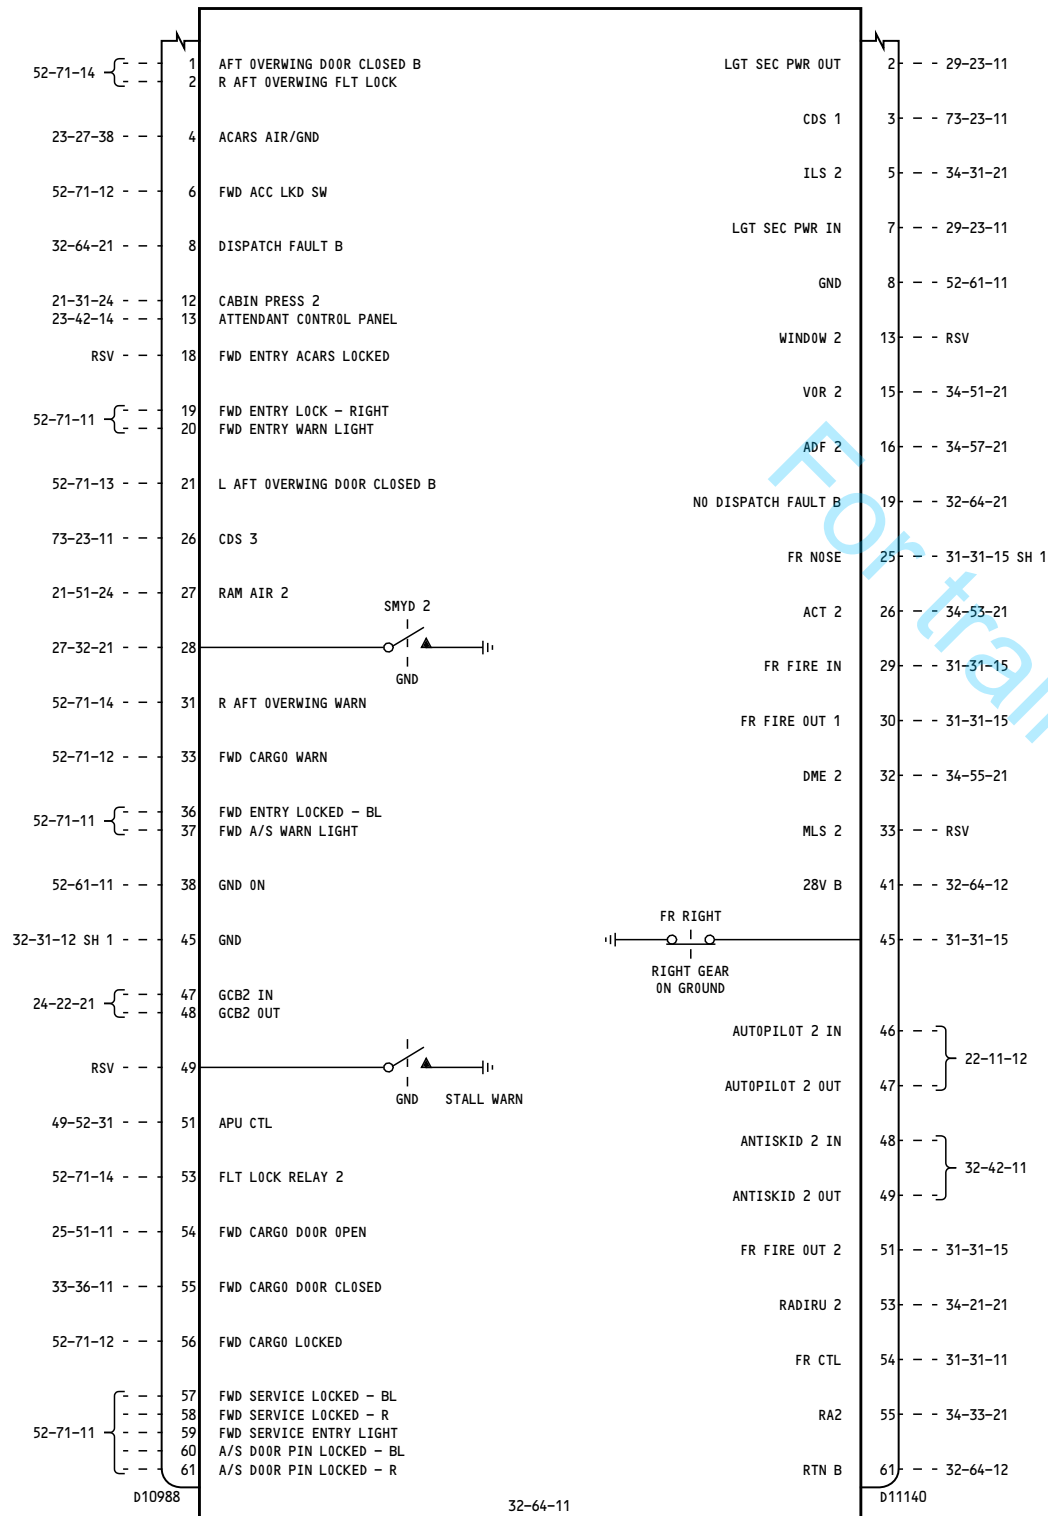 52-71-14 1 AFT OVERWING DOOR CLOSED B
2 R AFT OVERWING FLT LOCK
23-27-38 4 ACARS AIR/GND
52-71-12 6 FWD ACC LKD SW
32-64-21 8 DISPATCH FAULT B
21-31-24 12 CABIN PRESS 2
23-42-14 13 ATTENDANT CONTROL PANEL
RSV 18 FWD ENTRY ACARS LOCKED
52-71-11 19 FWD ENTRY LOCK - RIGHT
20 FWD ENTRY WARN LIGHT
52-71-13 21 L AFT OVERWING DOOR CLOSED B
73-23-11 26 CDS 3
21-51-24 27 RAM AIR 2
SMYD 2
27-32-21 28
GND
52-71-14 31 R AFT OVERWING WARN
52-71-12 33 FWD CARGO WARN
52-71-11 36 FWD ENTRY LOCKED - BL
37 FWD A/S WARN LIGHT
52-61-11 38 GND ON
32-31-12 SH 1 45 GND
24-22-21 47 GCB2 IN
48 GCB2 OUT
RSV 49
GND STALL WARN
49-52-31 51 APU CTL
52-71-14 53 FLT LOCK RELAY 2
25-51-11 54 FWD CARGO DOOR OPEN
33-36-11 55 FWD CARGO DOOR CLOSED
52-71-12 56 FWD CARGO LOCKED
52-71-11 57 FWD SERVICE LOCKED - BL
58 FWD SERVICE LOCKED - R
59 FWD SERVICE ENTRY LIGHT
60 A/S DOOR PIN LOCKED - BL
61 A/S DOOR PIN LOCKED - R
D10988
LGT SEC PWR OUT 2 29-23-11
CDS 1 3 73-23-11
ILS 2 5 34-31-21
LGT SEC PWR IN 7 29-23-11
GND 8 52-61-11
WINDOW 2 13 RSV
VOR 2 15 34-51-21
ADF 2 16 34-57-21
NO DISPATCH FAULT B 19 32-64-21
FR NOSE 25 31-31-15 SH 1
ACT 2 26 34-53-21
FR FIRE IN 29 31-31-15
FR FIRE OUT 1 30 31-31-15
DME 2 32 34-55-21
MLS 2 33 RSV
28V B 41 32-64-12
FR RIGHT
45 31-31-15
RIGHT GEAR
ON GROUND
AUTOPILOT 2 IN 46 22-11-12
AUTOPILOT 2 OUT 47
ANTISKID 2 IN 48 32-42-11
ANTISKID 2 OUT 49
FR FIRE OUT 2 51 31-31-15
RADIRU 2 53 34-21-21
FR CTL 54 31-31-11
RA2 55 34-33-21
RTN B 61 32-64-12
D11140
32-64-11
For